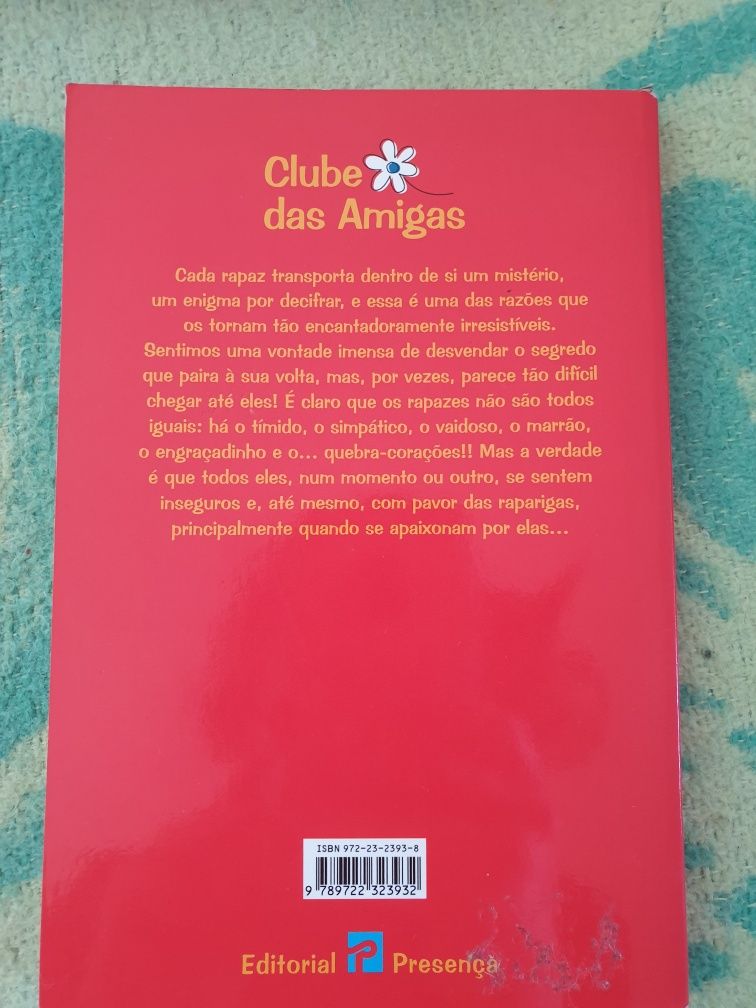 Clube
das Amigas
Cada rapaz transporta dentro de si um mistério,
um enigma por decifrar, e essa é uma das razões que
os tornam tão encantadoramente irresistíveis.
Sentimos uma vontade imensa de desvendar o segredo
que paira à sua volta, mas, por vezes, parece tão difícil
chegar até eles! É claro que os rapazes não são todos
iguais: há o tímido, o simpático, o vaidoso, o marrão,
o engraçadinho e o... quebra-corações!! Mas a verdade
é que todos eles, num momento ou outro, se sentem
inseguros e, até mesmo, com pavor das raparigas,
principalmente quando se apaixonam por elas...
ISBN 972-23-2393-8
9 789722 323932
Editorial Presença